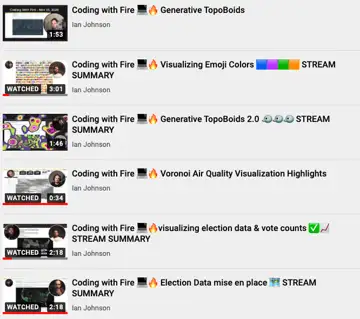 Coding with Fire 💻🔥 Generative TopoBoids
Ian Johnson
1:53
Coding with Fire 💻🔥 Visualizing Emoji Colors 🟦🟪🟩🟧 STREAM
SUMMARY
Ian Johnson
WATCHED 3:01
Coding with Fire 💻🔥 Generative TopoBoids 2.0 🐟🐟🐟 STREAM
SUMMARY
Ian Johnson
1:46
Coding with Fire 💻🔥 Voronoi Air Quality Visualization Highlights
Ian Johnson
WATCHED 0:34
Coding with Fire 💻🔥visualizing election data & vote counts ✅📈
STREAM SUMMARY
Ian Johnson
WATCHED 2:18
Coding with Fire 💻🔥 Election Data mise en place 🗺️ STREAM
SUMMARY
Ian Johnson
WATCHED 2:18